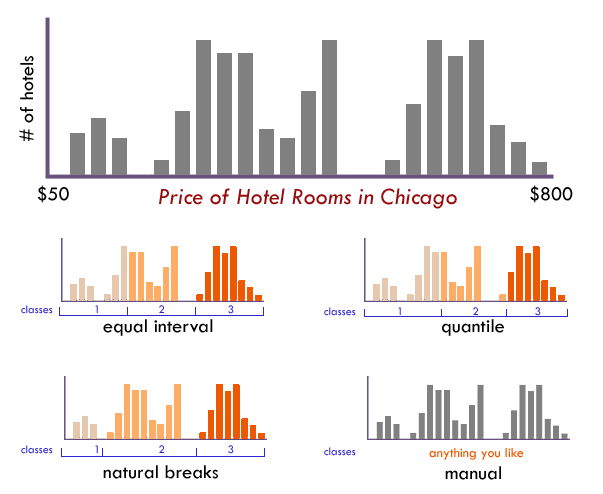 # of hotels
$50
Price of Hotel Rooms in Chicago
$800
classes
1
2
3
equal interval
classes
1
2
3
quantile
classes
1
2
3
natural breaks
classes
anything you like
manual